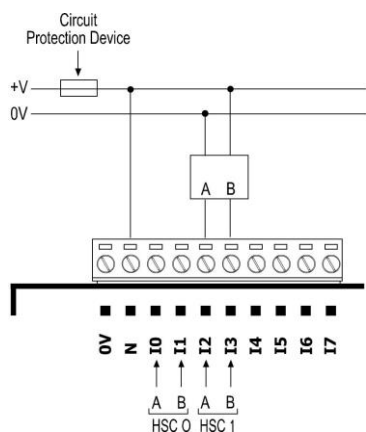 Circuit
Protection Device
+V
0V
A B
0V N I0 I1 I2 I3 I4 I5 I6 I7
A B A B
HSC 0 HSC 1